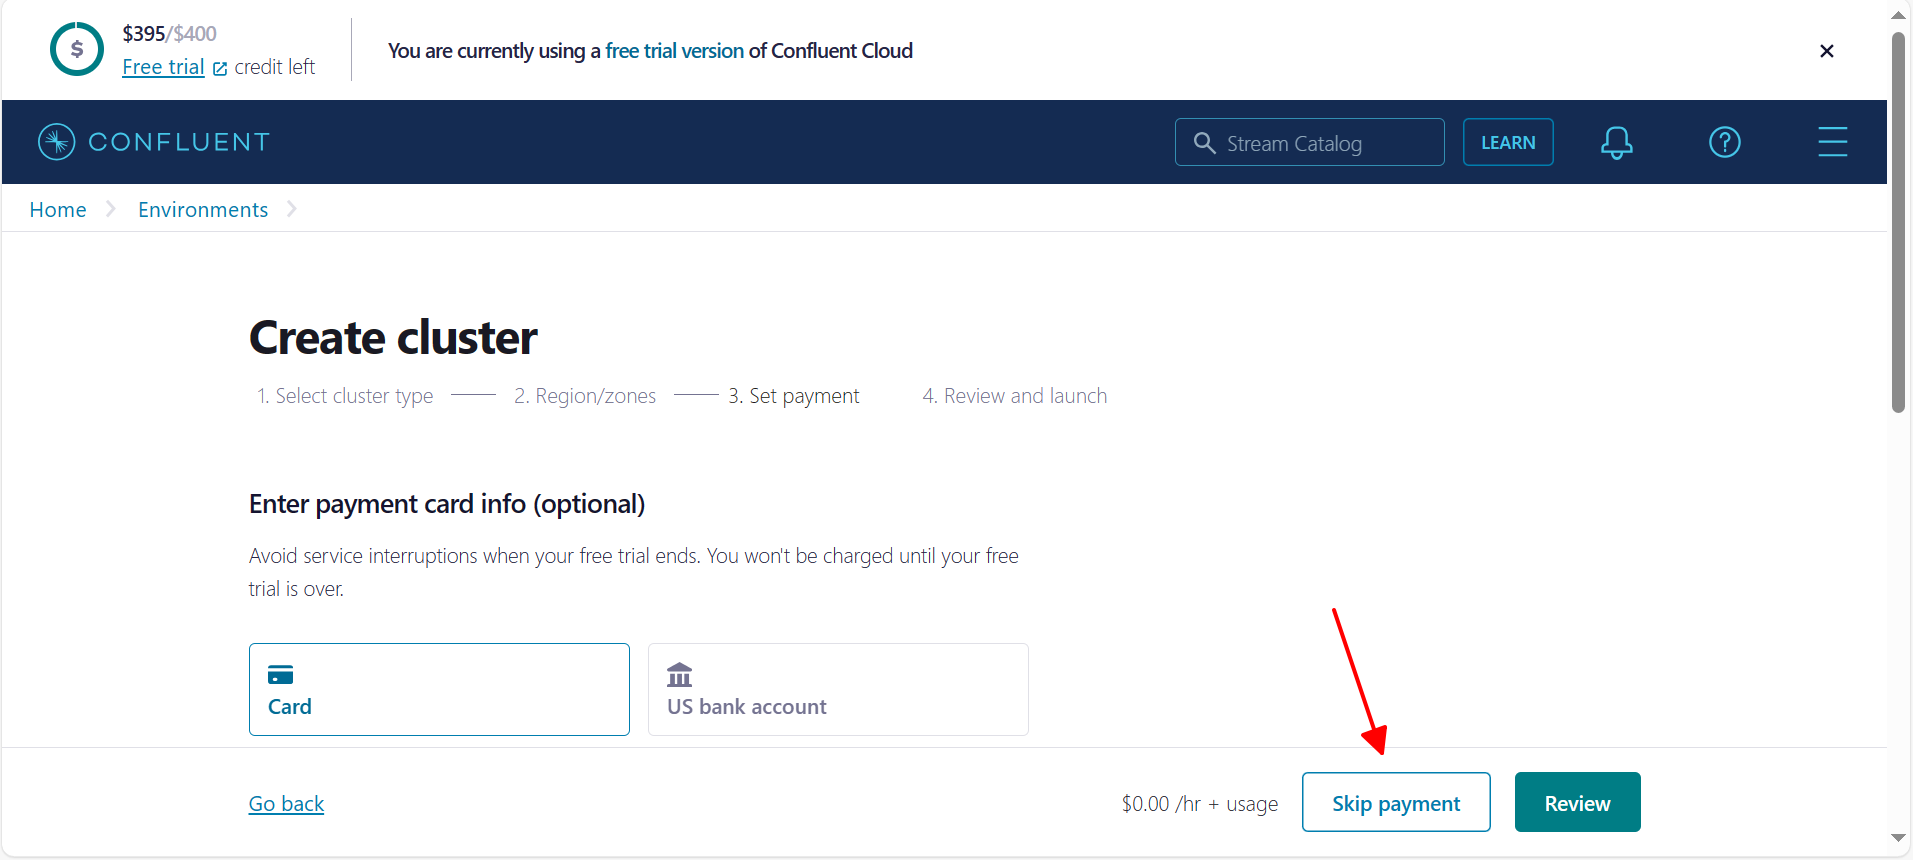 $395/$400
Free trial credit left
You are currently using a free trial version of Confluent Cloud
CONFLUENT
Stream Catalog
LEARN
Home
Environments
Create cluster
1. Select cluster type
2. Region/zones
3. Set payment
4. Review and launch
Enter payment card info (optional)
Avoid service interruptions when your free trial ends. You won't be charged until your free
trial is over.
Card
US bank account
Go back
$0.00 /hr + usage
Skip payment
Review